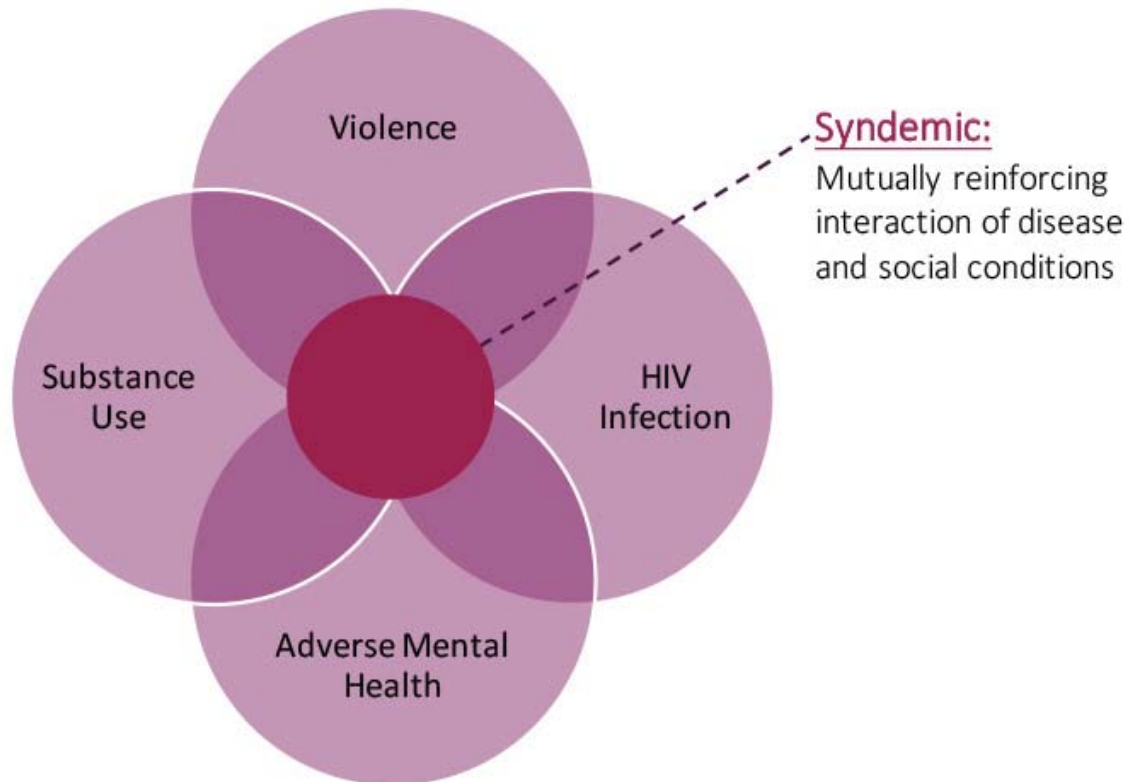 Violence
Syndemic:
Mutually reinforcing
interaction of disease
and social conditions
Substance
Use
HIV
Infection
Adverse Mental
Health